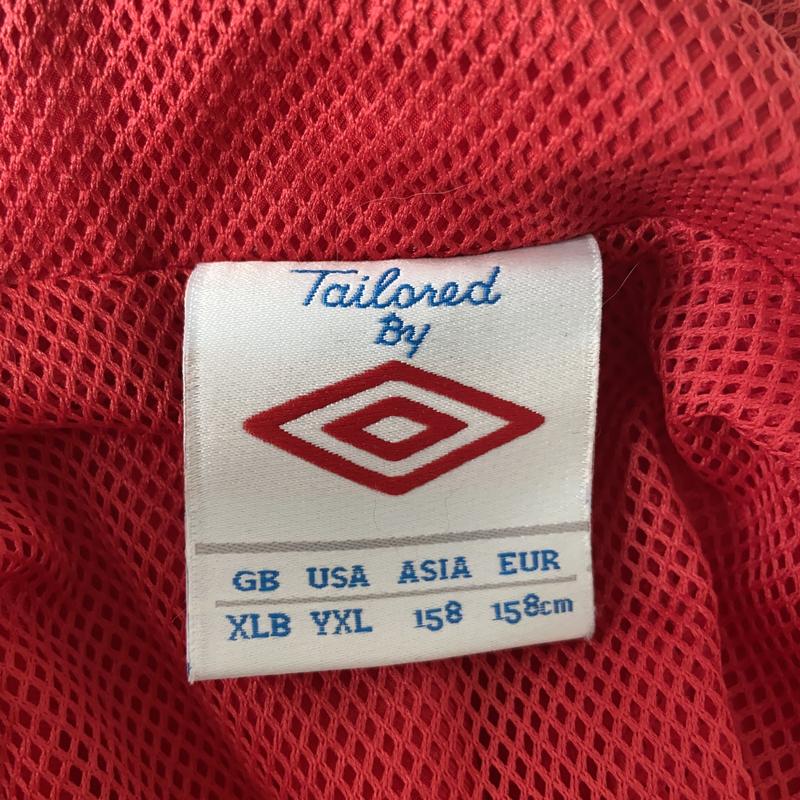 Tailored
By
GB USA ASIA EUR
XLB YXL 158 158cm